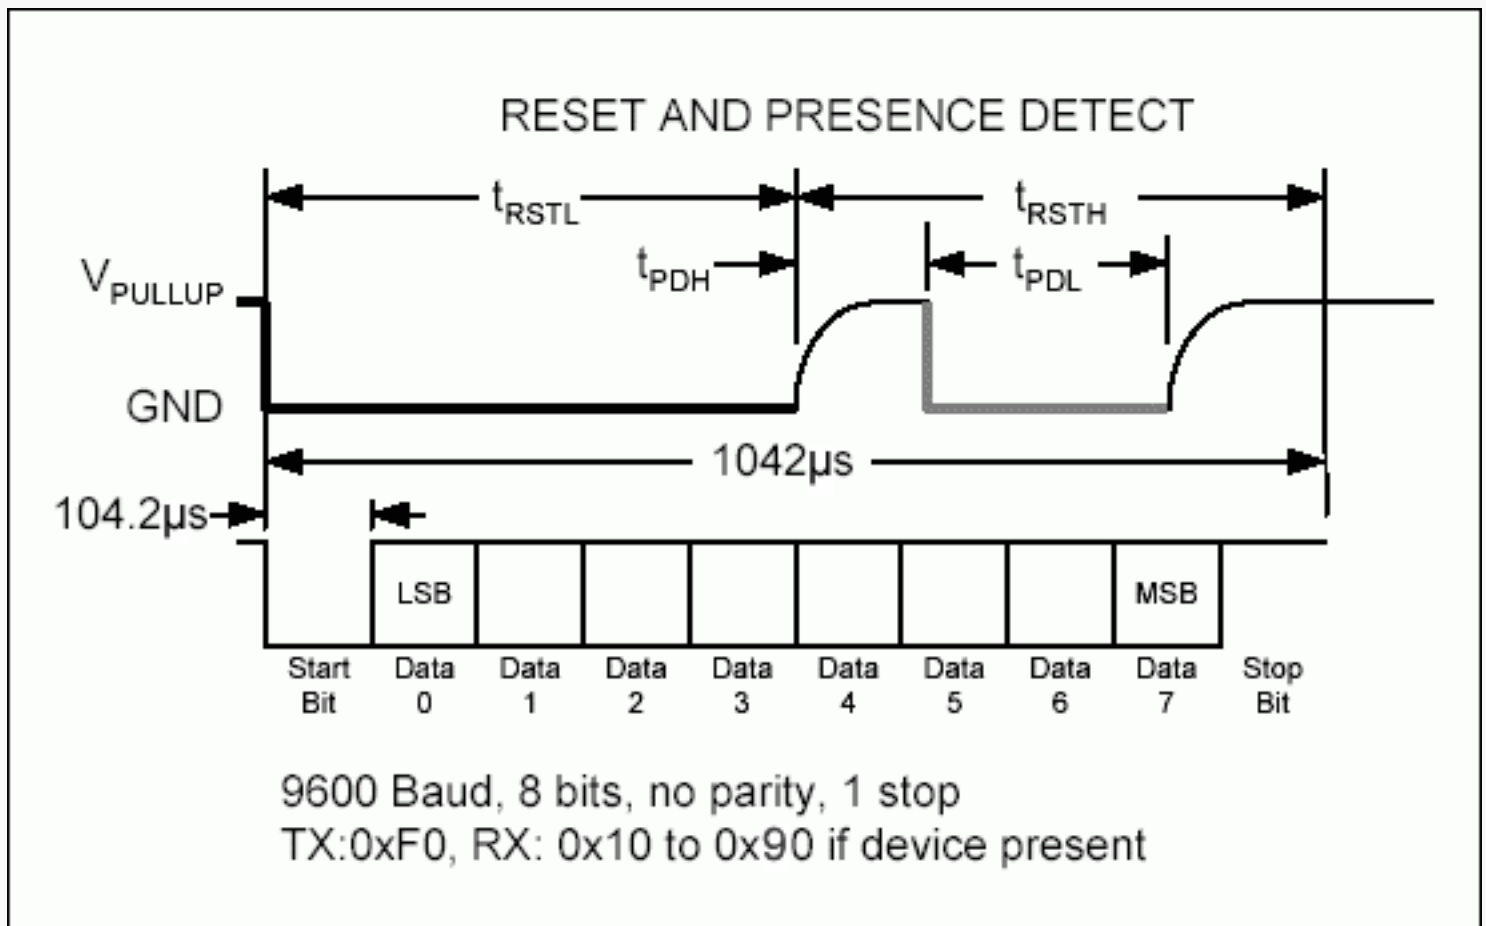 RESET AND PRESENCE DETECT
tRSTL
tRSTH
tPDH
tPDL
VPULLUP
GND
1042µs
104.2µs
LSB
MSB
Start Bit
Data 0
Data 1
Data 2
Data 3
Data 4
Data 5
Data 6
Data 7
Stop Bit
9600 Baud, 8 bits, no parity, 1 stop
TX:0xF0, RX: 0x10 to 0x90 if device present